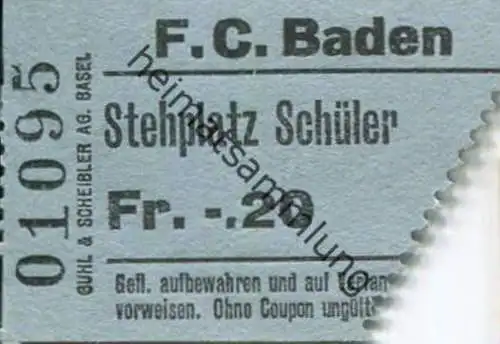 F.C. Baden
Stehplatz Schüler
Fr. -.20
Gefl. aufbewahren und auf
vorweisen. Ohne Coupon
01095
GUHL & SCHEIBLER AG. BASEL
heimatsammlung